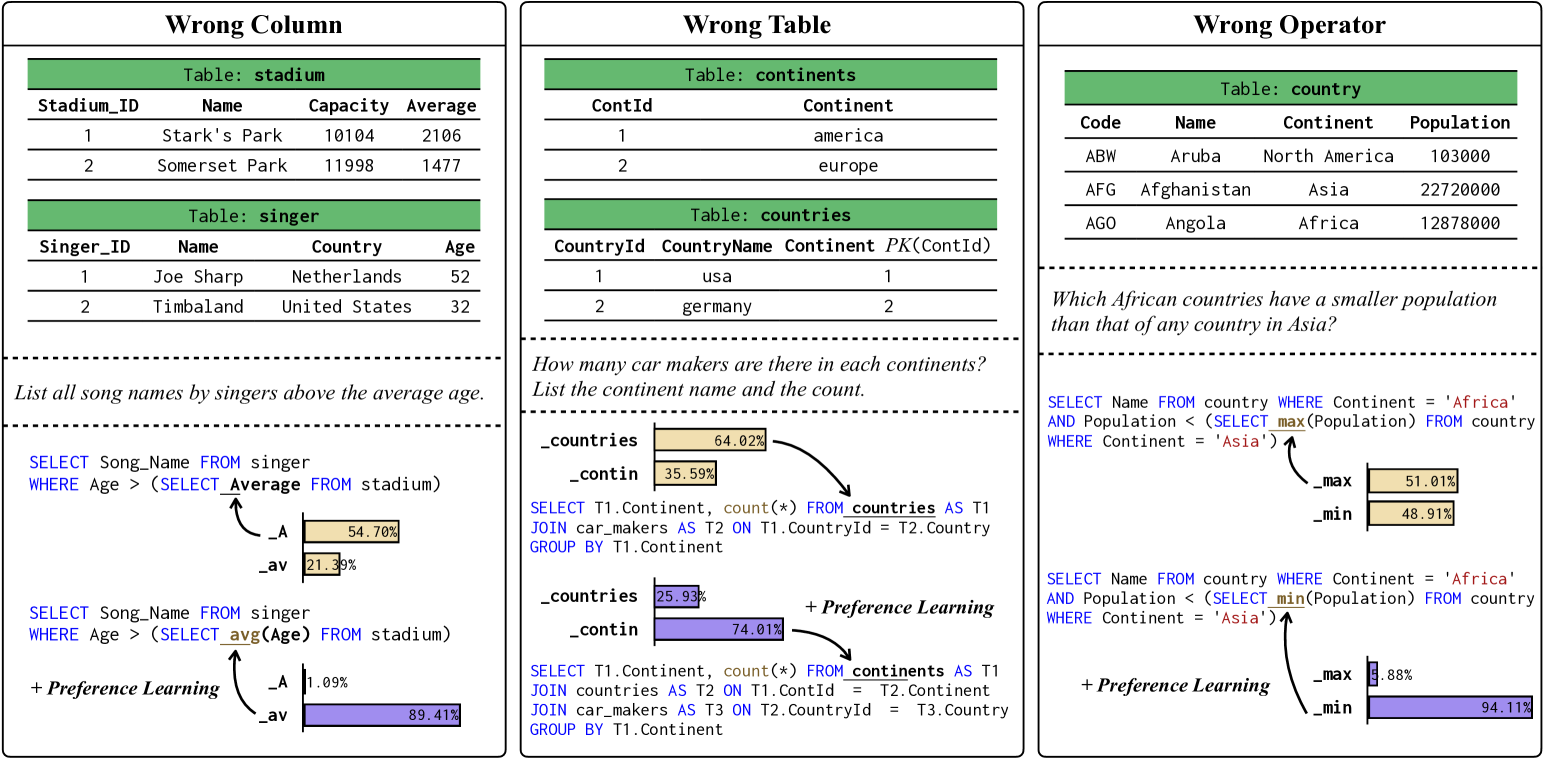 Wrong Column
Table: stadium
Stadium_ID Name Capacity Average
1 Stark's Park 10104 2106
2 Somerset Park 11998 1477
Table: singer
Singer_ID Name Country Age
1 Joe Sharp Netherlands 52
2 Timbaland United States 32
List all song names by singers above the average age.
SELECT Song_Name FROM singer
WHERE Age > (SELECT Average FROM stadium)
_A 54.70%
_av 21.39%
SELECT Song_Name FROM singer
WHERE Age > (SELECT avg(Age) FROM stadium)
+ Preference Learning
_A 1.09%
_av 89.41%
Wrong Table
Table: continents
ContId Continent
1 america
2 europe
Table: countries
CountryId CountryName Continent PK(ContId)
1 usa 1
2 germany 2
How many car makers are there in each continents?
List the continent name and the count.
_countries 64.02%
_contin 35.59%
SELECT T1.Continent, count(*) FROM countries AS T1
JOIN car_makers AS T2 ON T1.CountryId = T2.Country
GROUP BY T1.Continent
_countries 25.93%
+ Preference Learning
_contin 74.01%
SELECT T1.Continent, count(*) FROM continents AS T1
JOIN countries AS T2 ON T1.ContId = T2.Continent
JOIN car_makers AS T3 ON T2.CountryId = T3.Country
GROUP BY T1.Continent
Wrong Operator
Table: country
Code Name Continent Population
ABW Aruba North America 103000
AFG Afghanistan Asia 22720000
AGO Angola Africa 12878000
Which African countries have a smaller population
than that of any country in Asia?
SELECT Name FROM country WHERE Continent = 'Africa'
AND Population < (SELECT max(Population) FROM country
WHERE Continent = 'Asia')
_max 51.01%
_min 48.91%
SELECT Name FROM country WHERE Continent = 'Africa'
AND Population < (SELECT min(Population) FROM country
WHERE Continent = 'Asia')
+ Preference Learning
_max 5.88%
_min 94.11%